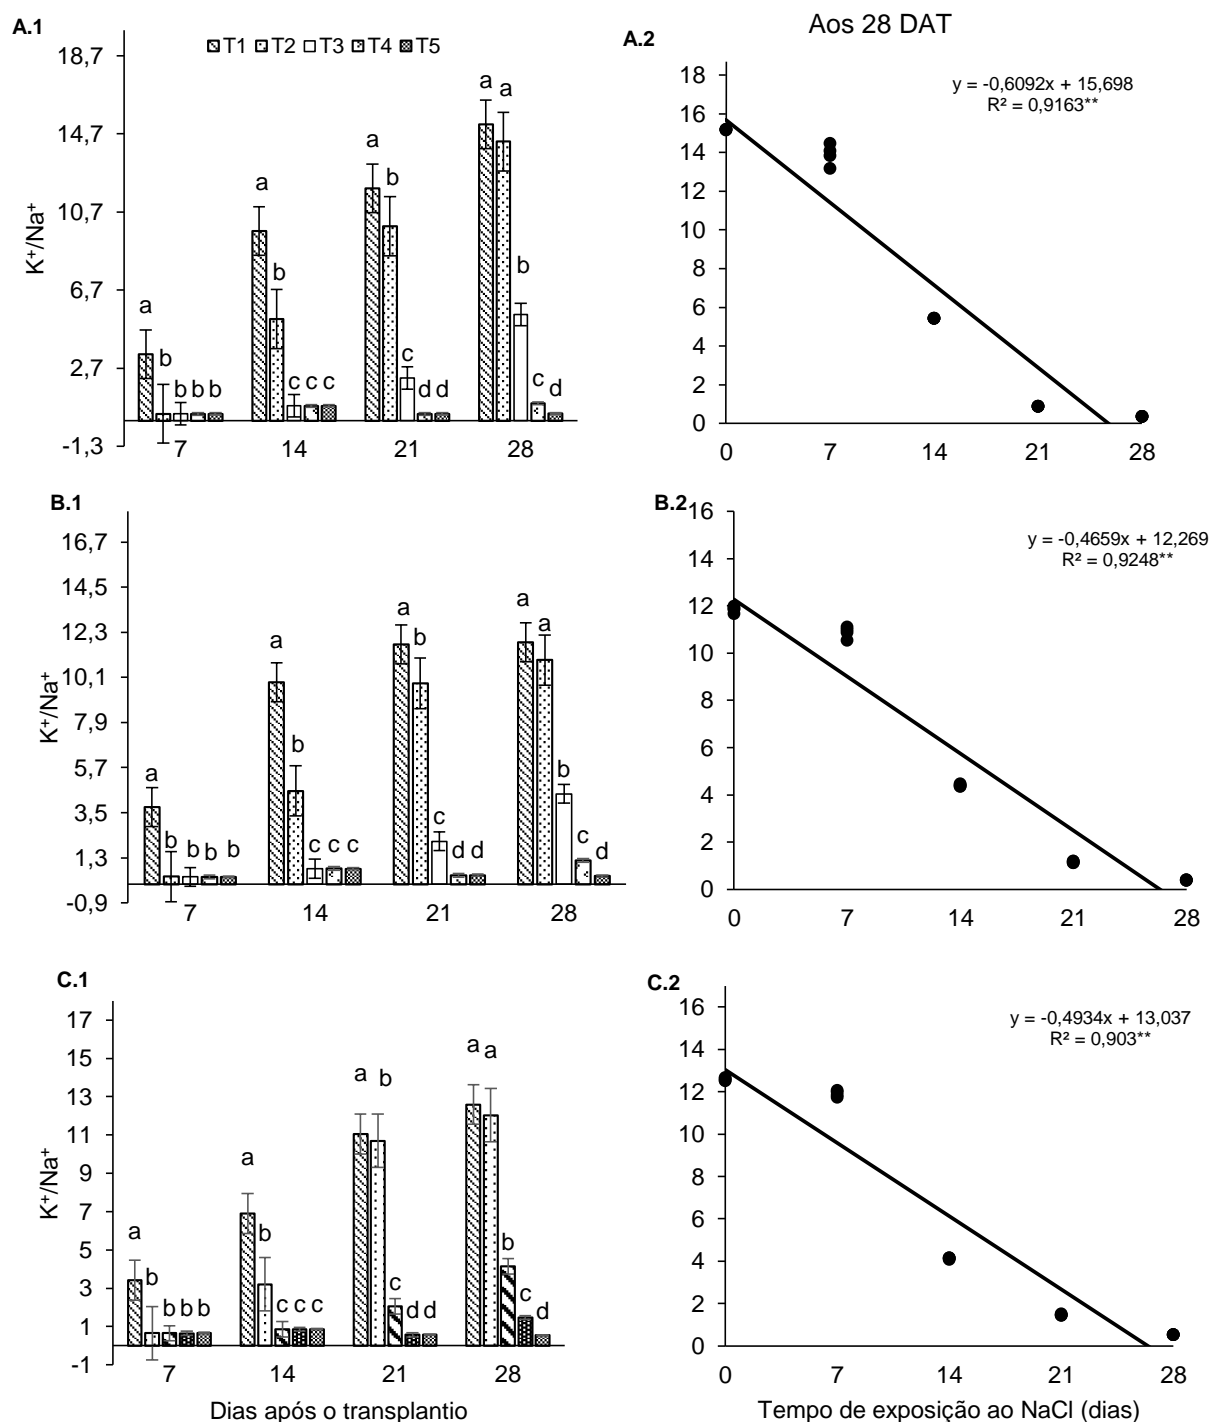 A.1
T1 T2 T3 T4 T5
18,7
14,7
10,7
6,7
2,7
-1,3
K⁺/Na⁺
a b b b b
a b c c c
a b c d d
a a b c d
7 14 21 28
Aos 28 DAT
A.2
y = -0,6092x + 15,698
R² = 0,9163**
18
16
14
12
10
8
6
4
2
0
0 7 14 21 28
B.1
16,7
14,5
12,3
10,1
7,9
5,7
3,5
1,3
-0,9
K⁺/Na⁺
a b b b b
a b c c c
a b c d d
a a b c d
7 14 21 28
B.2
y = -0,4659x + 12,269
R² = 0,9248**
16
14
12
10
8
6
4
2
0
0 7 14 21 28
C.1
17
15
13
11
9
7
5
3
1
-1
K⁺/Na⁺
a b b b b
a b c c c
a b c d d
a a b c d
7 14 21 28
Dias após o transplantio
C.2
y = -0,4934x + 13,037
R² = 0,903**
16
14
12
10
8
6
4
2
0
0 7 14 21 28
Tempo de exposição ao NaCl (dias)